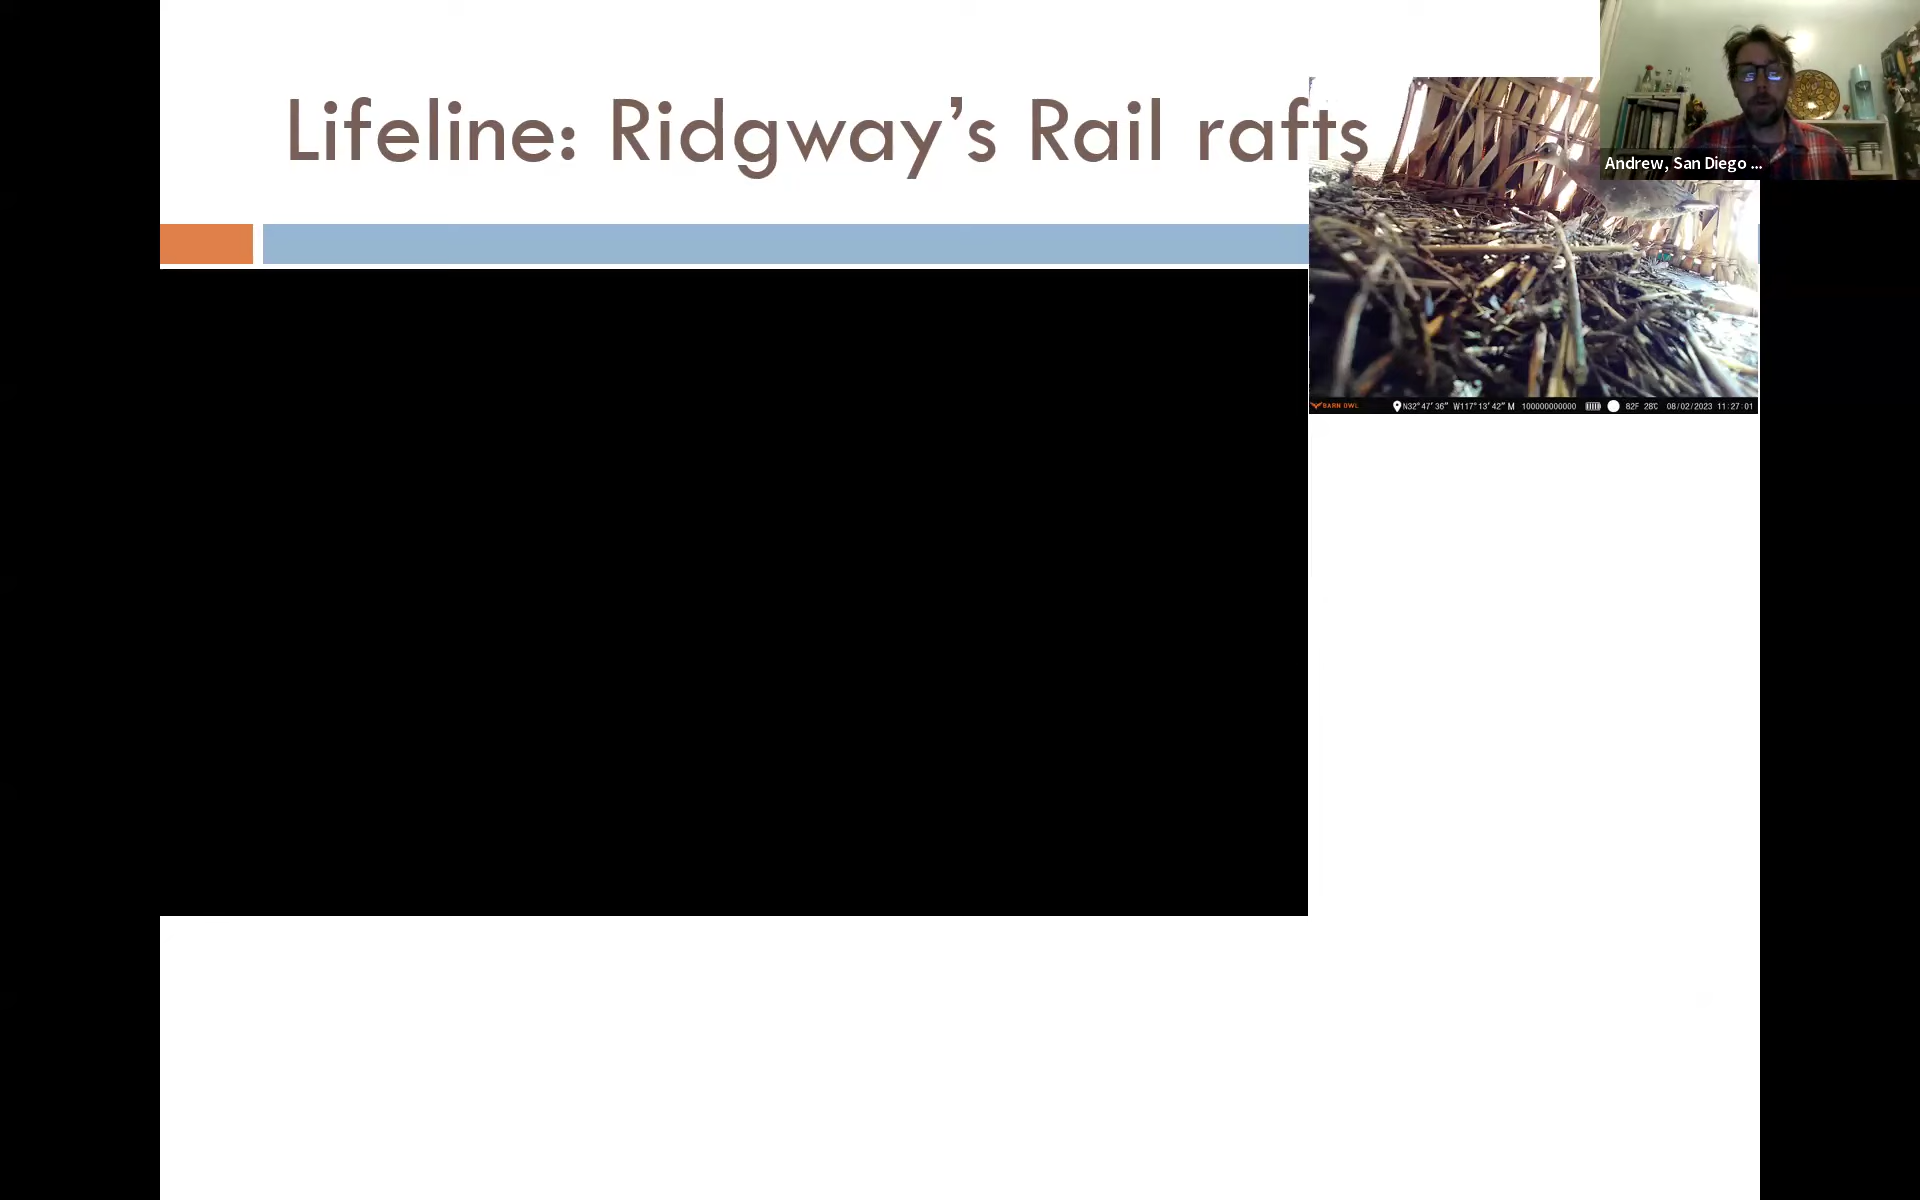 Lifeline: Ridgway's Rail rafts
Andrew, San Diego ...
BARN OWL N32°47'36" W117°13'42" M 100000000000 82F 28℃ 08/02/2023 11:27:01